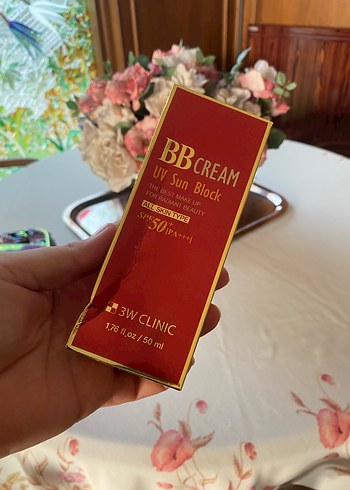 BB CREAM
UV Sun Block
THE BEST MAKE UP
FOR RADIANT BEAUTY
ALL SKIN TYPE
SPF50+ [PA+++]
3W CLINIC
1,76 fl,oz / 50 ml